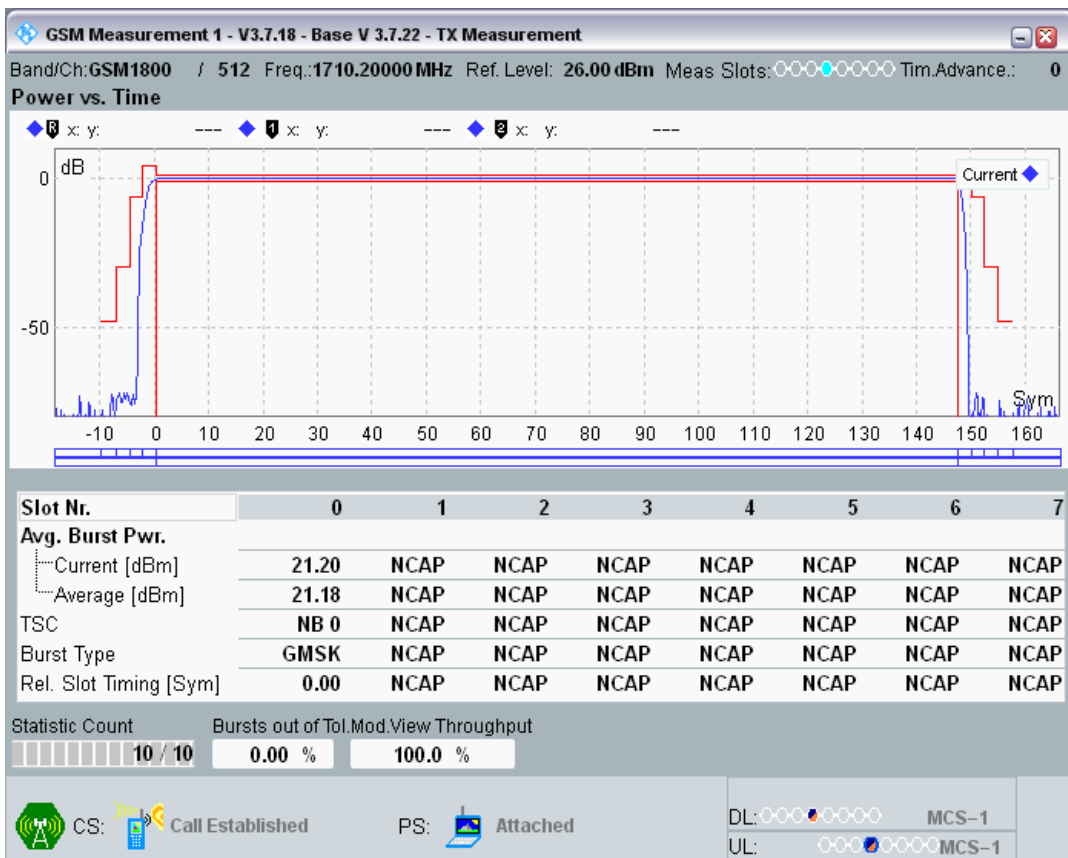 GSM Measurement 1 - V3.7.18 - Base V 3.7.22 - TX Measurement
Band/Ch:GSM1800 / 512 Freq.:1710.20000 MHz Ref. Level: 26.00 dBm Meas Slots: Tim.Advance.: 0
Power vs. Time
R x: y: --- 1 x: y: --- 2 x: y: ---
dB
Current
0
-50
Sym
-10 0 10 20 30 40 50 60 70 80 90 100 110 120 130 140 150 160
Slot Nr. 0 1 2 3 4 5 6 7
Avg. Burst Pwr.
Current [dBm] 21.20 NCAP NCAP NCAP NCAP NCAP NCAP NCAP
Average [dBm] 21.18 NCAP NCAP NCAP NCAP NCAP NCAP NCAP
TSC NB 0 NCAP NCAP NCAP NCAP NCAP NCAP NCAP
Burst Type GMSK NCAP NCAP NCAP NCAP NCAP NCAP NCAP
Rel. Slot Timing [Sym] 0.00 NCAP NCAP NCAP NCAP NCAP NCAP NCAP
Statistic Count Bursts out of Tol.Mod.View Throughput
10 / 10 0.00 % 100.0 %
CS: Call Established PS: Attached DL: MCS-1
UL: MCS-1